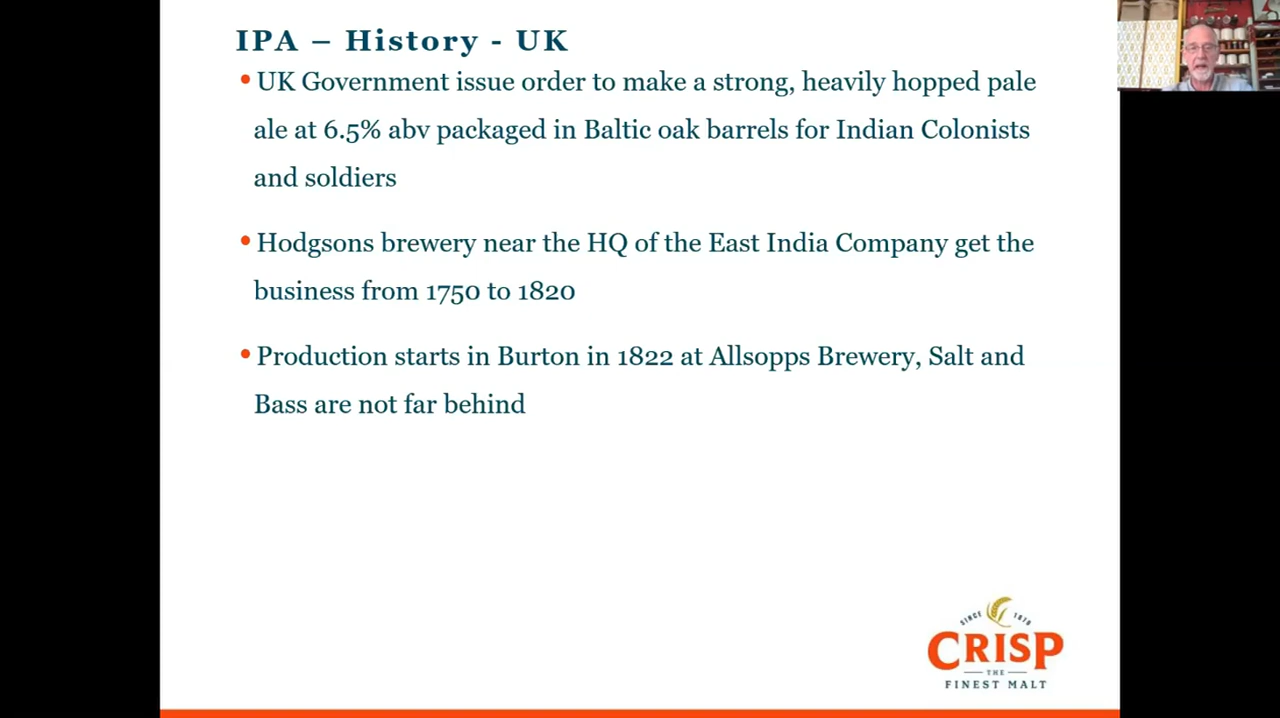 IPA – History - UK
•UK Government issue order to make a strong, heavily hopped pale
ale at 6.5% abv packaged in Baltic oak barrels for Indian Colonists
and soldiers
•Hodgsons brewery near the HQ of the East India Company get the
business from 1750 to 1820
•Production starts in Burton in 1822 at Allsopps Brewery, Salt and
Bass are not far behind
SINCE 1870
CRISP
THE
FINEST MALT